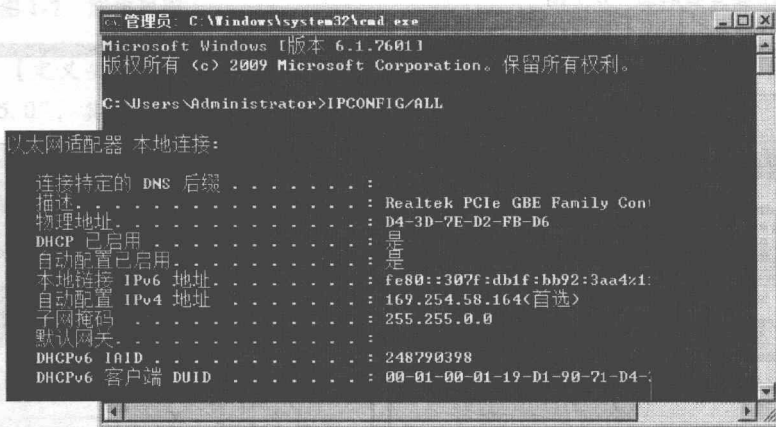 管理员: C:\Windows\system32\cmd.exe
Microsoft Windows [版本 6.1.7601]
版权所有 (c) 2009 Microsoft Corporation。保留所有权利。
C:\Users\Administrator>IPCONFIG/ALL
以太网适配器 本地连接:
连接特定的 DNS 后缀 . . . . . . . :
描述. . . . . . . . . . . . . . . : Realtek PCIe GBE Family Con
物理地址. . . . . . . . . . . . . : D4-3D-7E-D2-FB-D6
DHCP 已启用 . . . . . . . . . . . : 是
自动配置已启用. . . . . . . . . . : 是
本地链接 IPv6 地址. . . . . . . . : fe80::307f:db1f:bb92:3aa4%1
自动配置 IPv4 地址 . . . . . . . : 169.254.58.164(首选)
子网掩码 . . . . . . . . . . . . : 255.255.0.0
默认网关. . . . . . . . . . . . . :
DHCPv6 IAID . . . . . . . . . . . : 248790398
DHCPv6 客户端 DUID . . . . . . . : 00-01-00-01-19-D1-90-71-D4-